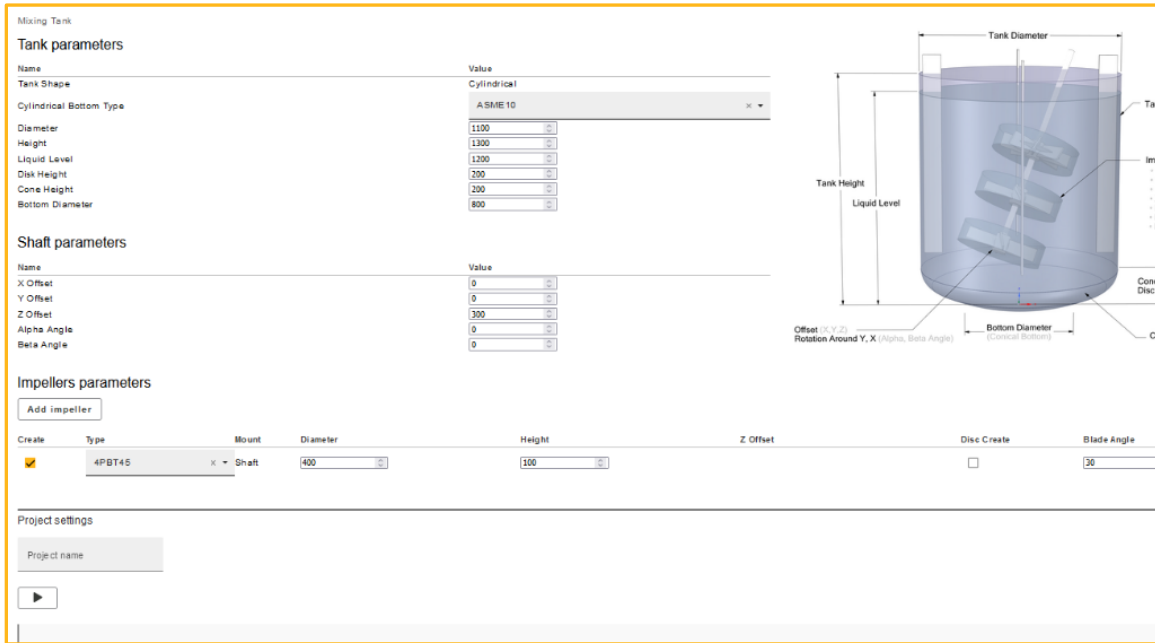 Mixing Tank
Tank parameters
Name Value
Tank Shape Cylindrical
Cylindrical Bottom Type ASME10
Diameter 1100
Height 1300
Liquid Level 1200
Disk Height 200
Cone Height 200
Bottom Diameter 800
Shaft parameters
Name Value
X Offset 0
Y Offset 0
Z Offset 300
Alpha Angle 0
Beta Angle 0
Tank Diameter
Tank Height
Liquid Level
Offset (X,Y,Z)
Rotation Around Y, X (Alpha, Beta Angle)
Bottom Diameter
(Conical Bottom)
Impellers parameters
Add impeller
Create Type Mount Diameter Height Z Offset Disc Create Blade Angle
4PBT45 Shaft 400 100 30
Project settings
Project name